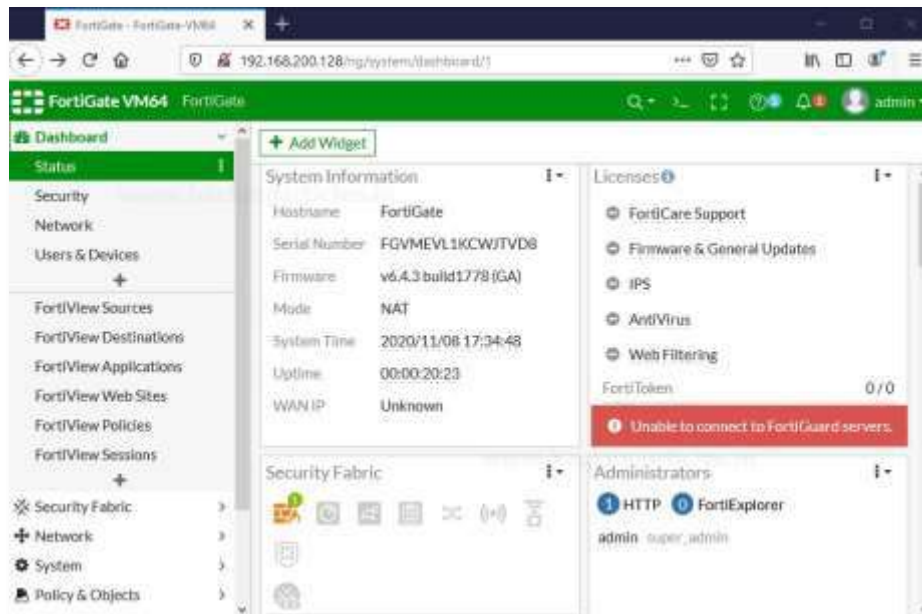 FortiGate - FortiGate-VM64
192.168.200.128/ng/system/dashboard/1
FortiGate VM64 FortiGate
admin
Dashboard
Status
Security
Network
Users & Devices
FortiView Sources
FortiView Destinations
FortiView Applications
FortiView Web Sites
FortiView Policies
FortiView Sessions
Security Fabric
Network
System
Policy & Objects
+ Add Widget
System Information
Hostname FortiGate
Serial Number FGVMEVL1KCWJTVD8
Firmware v6.4.3 build1778 (GA)
Mode NAT
System Time 2020/11/08 17:34:48
Uptime 00:00:20:23
WAN IP Unknown
Licenses
FortiCare Support
Firmware & General Updates
IPS
AntiVirus
Web Filtering
FortiToken 0/0
Unable to connect to FortiGuard servers.
Security Fabric
1
Administrators
1 HTTP 0 FortiExplorer
admin super_admin